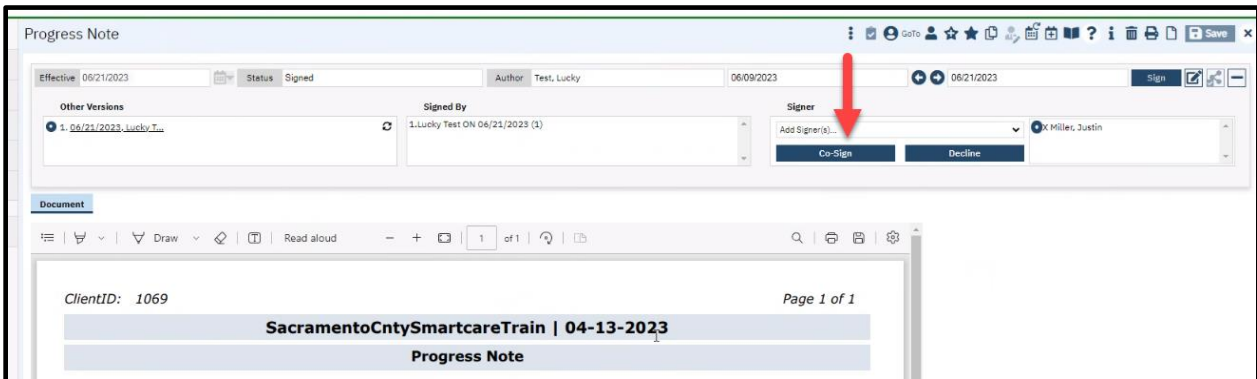 Progress Note
GoTo
? i Save x
Effective 06/21/2023 Status Signed Author Test, Lucky 06/09/2023 06/21/2023 Sign
Other Versions Signed By Signer
1. 06/21/2023, Lucky T... 1.Lucky Test ON 06/21/2023 (1) Add Signer(s)... X Miller, Justin
Co-Sign Decline
Document
Draw Read aloud - + 1 of 1
ClientID: 1069 Page 1 of 1
SacramentoCntySmartcareTrain | 04-13-2023
Progress Note